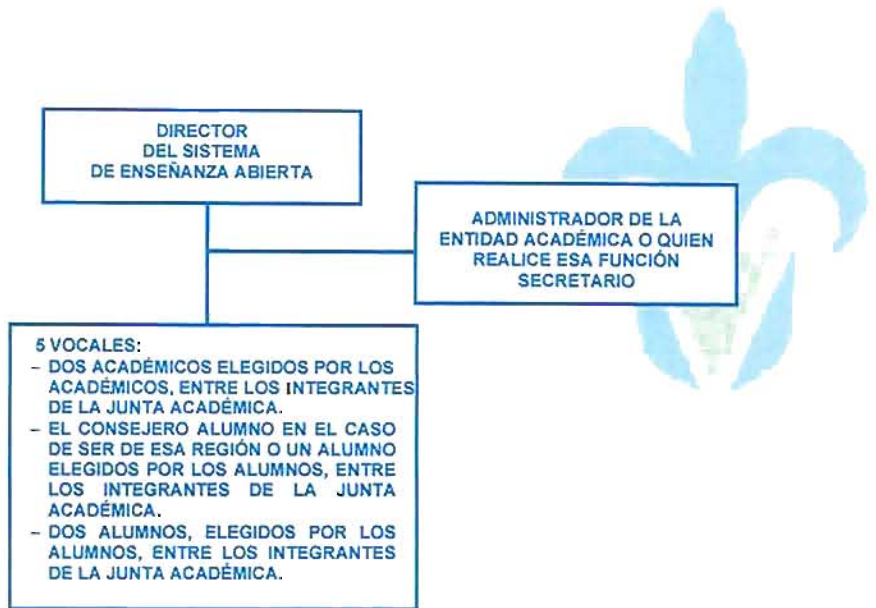 DIRECTOR
DEL SISTEMA
DE ENSEÑANZA ABIERTA
ADMINISTRADOR DE LA
ENTIDAD ACADÉMICA O QUIEN
REALICE ESA FUNCIÓN
SECRETARIO
5 VOCALES:
– DOS ACADÉMICOS ELEGIDOS POR LOS
ACADÉMICOS, ENTRE LOS INTEGRANTES
DE LA JUNTA ACADÉMICA.
– EL CONSEJERO ALUMNO EN EL CASO
DE SER DE ESA REGIÓN O UN ALUMNO
ELEGIDOS POR LOS ALUMNOS, ENTRE
LOS INTEGRANTES DE LA JUNTA
ACADÉMICA.
– DOS ALUMNOS, ELEGIDOS POR LOS
ALUMNOS, ENTRE LOS INTEGRANTES
DE LA JUNTA ACADÉMICA.